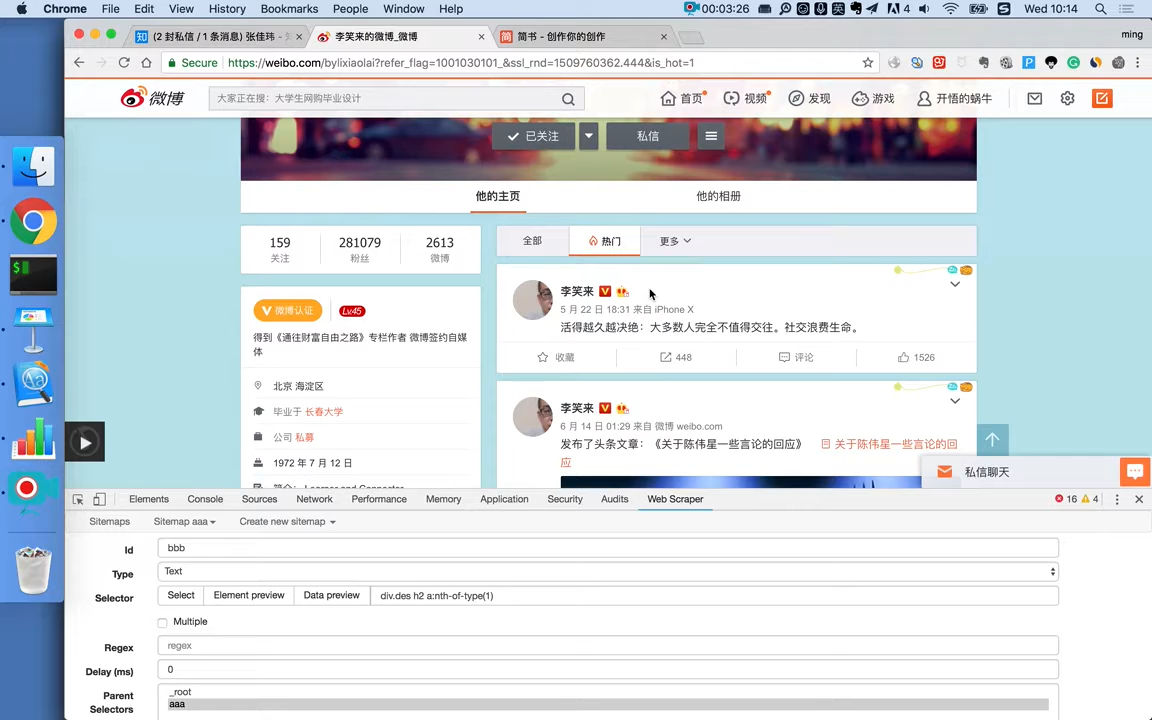 Chrome File Edit View History Bookmarks People Window Help 00:03:26 英 A 4 Wed 10:14
知 (2 封私信 / 1 条消息) 张佳玮 - 李笑来的微博_微博 简 简书 - 创作你的创作 ming
Secure https://weibo.com/bylixiaolai?refer_flag=1001030101_&ssl_rnd=1509760362.444&is_hot=1
微博 大家正在搜：大学生网购毕业设计 首页 视频 发现 游戏 开悟的蜗牛
已关注 私信
他的主页 他的相册
159 281079 2613
关注 粉丝 微博
全部 热门 更多
V 微博认证 Lv.45
得到《通往财富自由之路》专栏作者 微博签约自媒
体
北京 海淀区
毕业于 长春大学
公司 私募
1972 年 7 月 12 日
简介： Learner and Connector
李笑来 V
5 月 22 日 18:31 来自 iPhone X
活得越久越决绝：大多数人完全不值得交往。社交浪费生命。
收藏 448 评论 1526
李笑来 V
6 月 14 日 01:29 来自 微博 weibo.com
发布了头条文章：《关于陈伟星一些言论的回应》 关于陈伟星一些言论的回
应
私信聊天
Elements Console Sources Network Performance Memory Application Security Audits Web Scraper 16 4
Sitemaps Sitemap aaa Create new sitemap
Id bbb
Type Text
Selector Select Element preview Data preview div.des h2 a:nth-of-type(1)
Multiple
Regex regex
Delay (ms) 0
Parent Selectors _root
aaa